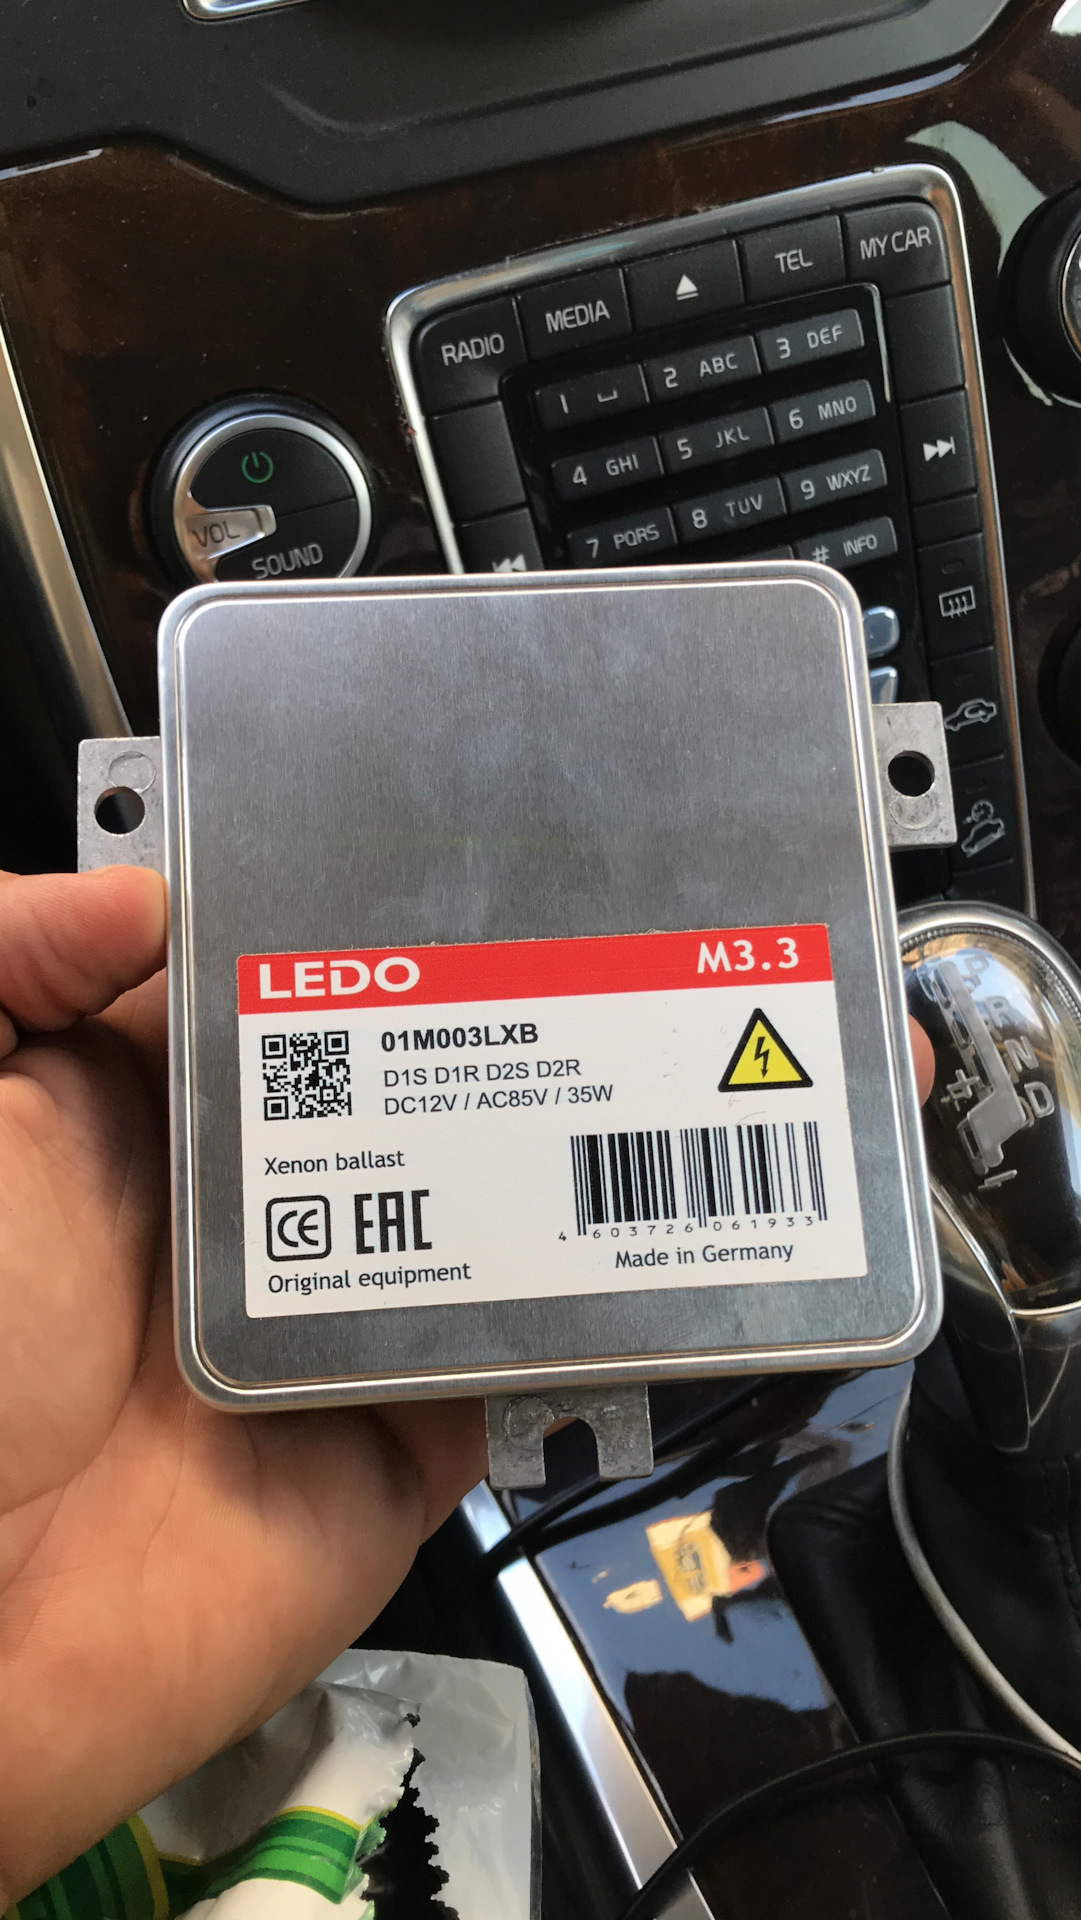 RADIO MEDIA TEL MY CAR
1 2 ABC 3 DEF
4 GHI 5 JKL 6 MNO
7 PQRS 8 TUV 9 WXYZ
# INFO
VOL
SOUND
LEDO M3.3
01M003LXB
D1S D1R D2S D2R
DC12V / AC85V / 35W
Xenon ballast
CE EAC
4 603726 061933
Original equipment
Made in Germany
P
R
N
D